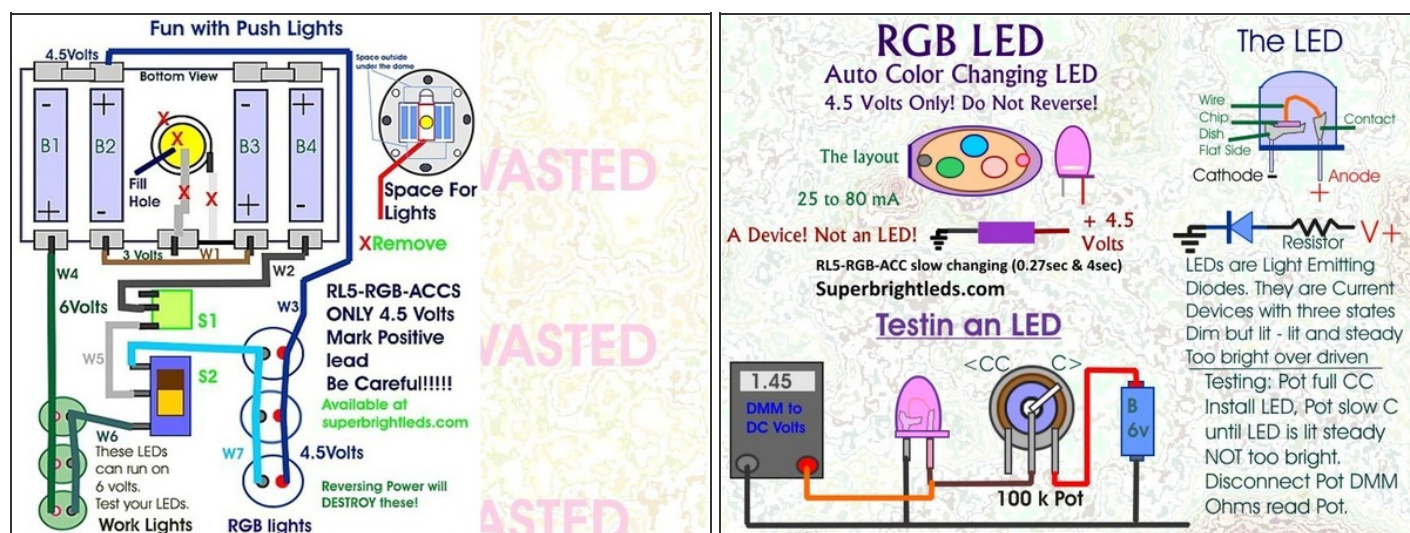 Fun with Push Lights
4.5Volts
Bottom View
Space outside
under the dome
- + - +
B1 B2 B3 B4
X
X
X X
Fill
Hole
+ - + -
Space For
Lights
XRemove
3 Volts
W1
W4
W2
6Volts
S1
W3
W5
S2
RL5-RGB-ACCS
ONLY 4.5 Volts
Mark Positive
lead
Be Careful!!!!!
Available at
superbrightleds.com
W6
These LEDs
can run on
6 volts.
Test your LEDs.
Work Lights
W7
4.5Volts
Reversing Power will
DESTROY these!
RGB lights
WASTED
WASTED
WASTED
RGB LED
Auto Color Changing LED
4.5 Volts Only! Do Not Reverse!
The layout
25 to 80 mA
A Device! Not an LED!
+ 4.5
Volts
RL5-RGB-ACC slow changing (0.27sec & 4sec)
Superbrightleds.com
Testin an LED
1.45
DMM to
DC Volts
<CC C>
100 k Pot
B
6v
The LED
Wire
Chip
Dish
Flat Side
Contact
Cathode -
Anode
+
Resistor
V+
LEDs are Light Emitting
Diodes. They are Current
Devices with three states
Dim but lit - lit and steady
Too bright over driven
Testing: Pot full CC
Install LED, Pot slow C
until LED is lit steady
NOT too bright.
Disconnect Pot DMM
Ohms read Pot.